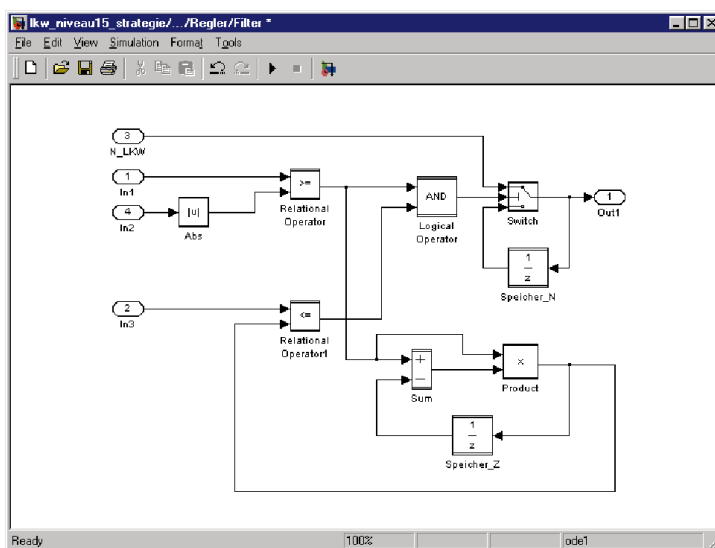 lkw_niveau15_strategie/.../Regler/Filter *
File Edit View Simulation Format Tools
3
N_LKW
1
In1
4
In2
|u|
Abs
>=
Relational
Operator
AND
Logical
Operator
Switch
1
Out1
1
z
Speicher_N
2
In3
<=
Relational
Operator1
+
−
Sum
x
Product
1
z
Speicher_Z
Ready
100%
ode1